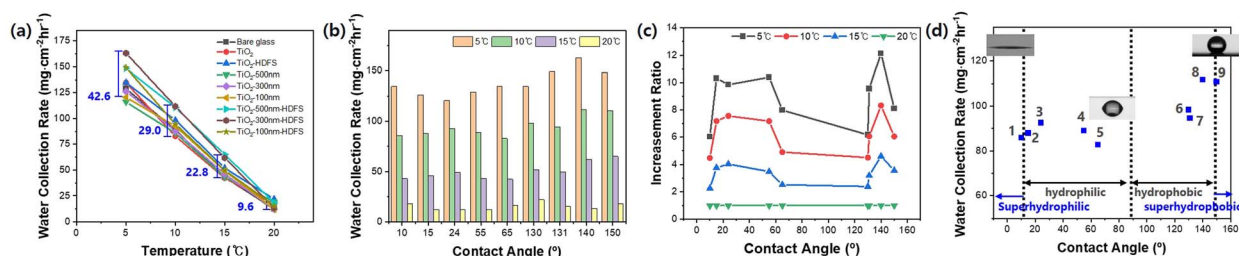 (a)
Water Collection Rate (mg·cm⁻²hr⁻¹)
175
150
125
100
75
50
25
0
42.6
29.0
22.8
9.6
Bare glass
TiO₂
TiO₂-HDFS
TiO₂-500nm
TiO₂-300nm
TiO₂-100nm
TiO₂-500nm-HDFS
TiO₂-300nm-HDFS
TiO₂-100nm-HDFS
0 5 10 15 20
Temperature (℃)
(b)
Water Collection Rate (mg·cm⁻²hr⁻¹)
150
100
50
0
5℃ 10℃ 15℃ 20℃
10 15 24 55 65 130 131 140 150
Contact Angle (º)
(c)
Increasement Ratio
14
12
10
8
6
4
2
0
5℃ 10℃ 15℃ 20℃
0 20 40 60 80 100 120 140 160
Contact Angle (º)
(d)
Water Collection Rate (mg·cm⁻²hr⁻¹)
120
100
80
60
1 2 3 4 5 6 7 8 9
hydrophilic hydrophobic
Superhydrophilic superhydrophobic
0 20 40 60 80 100 120 140 160
Contact Angle (º)